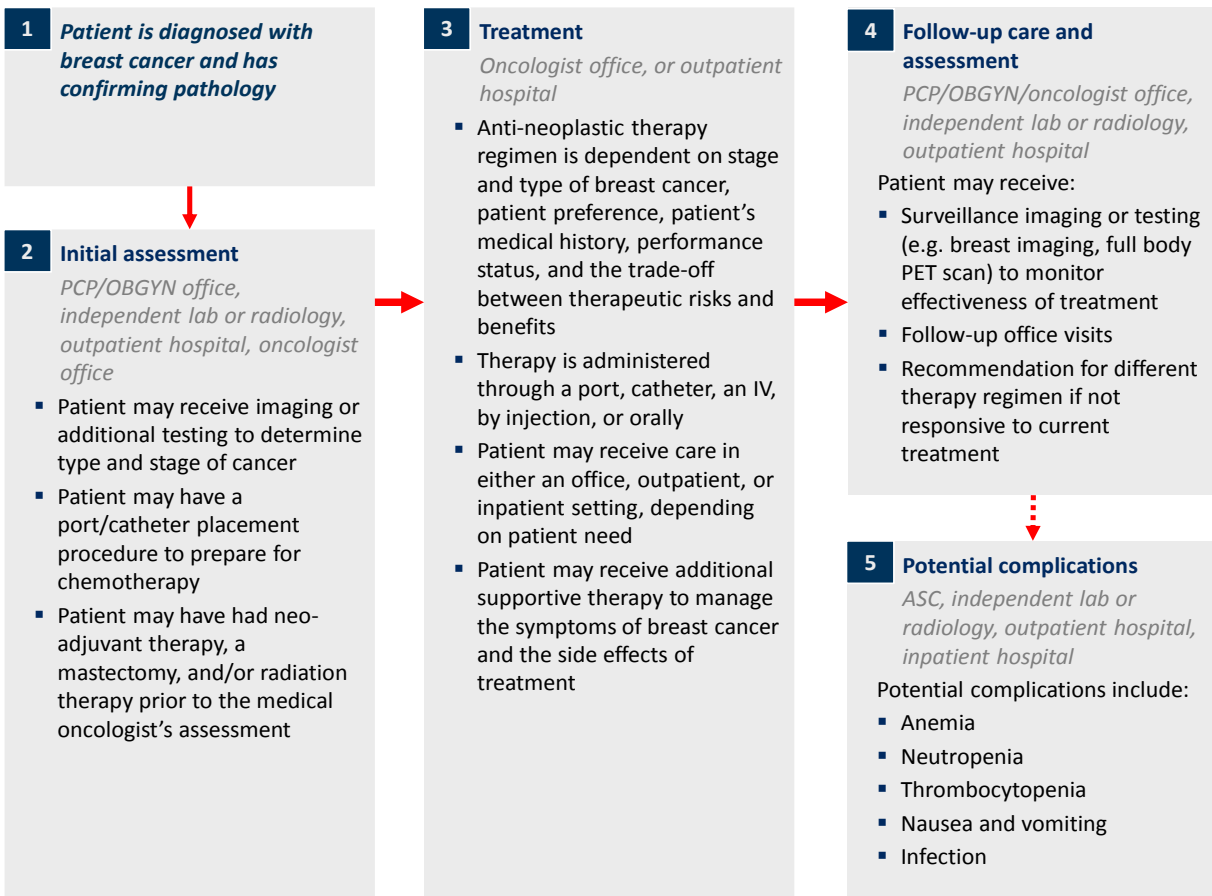 1
Patient is diagnosed with
breast cancer and has
confirming pathology
2
Initial assessment
PCP/OBGYN office,
independent lab or radiology,
outpatient hospital, oncologist
office
▪ Patient may receive imaging or
additional testing to determine
type and stage of cancer
▪ Patient may have a
port/catheter placement
procedure to prepare for
chemotherapy
▪ Patient may have had neo-
adjuvant therapy, a
mastectomy, and/or radiation
therapy prior to the medical
oncologist’s assessment
3
Treatment
Oncologist office, or outpatient
hospital
▪ Anti-neoplastic therapy
regimen is dependent on stage
and type of breast cancer,
patient preference, patient’s
medical history, performance
status, and the trade-off
between therapeutic risks and
benefits
▪ Therapy is administered
through a port, catheter, an IV,
by injection, or orally
▪ Patient may receive care in
either an office, outpatient, or
inpatient setting, depending
on patient need
▪ Patient may receive additional
supportive therapy to manage
the symptoms of breast cancer
and the side effects of
treatment
4
Follow-up care and
assessment
PCP/OBGYN/oncologist office,
independent lab or radiology,
outpatient hospital
Patient may receive:
▪ Surveillance imaging or testing
(e.g. breast imaging, full body
PET scan) to monitor
effectiveness of treatment
▪ Follow-up office visits
▪ Recommendation for different
therapy regimen if not
responsive to current
treatment
5
Potential complications
ASC, independent lab or
radiology, outpatient hospital,
inpatient hospital
Potential complications include:
▪ Anemia
▪ Neutropenia
▪ Thrombocytopenia
▪ Nausea and vomiting
▪ Infection